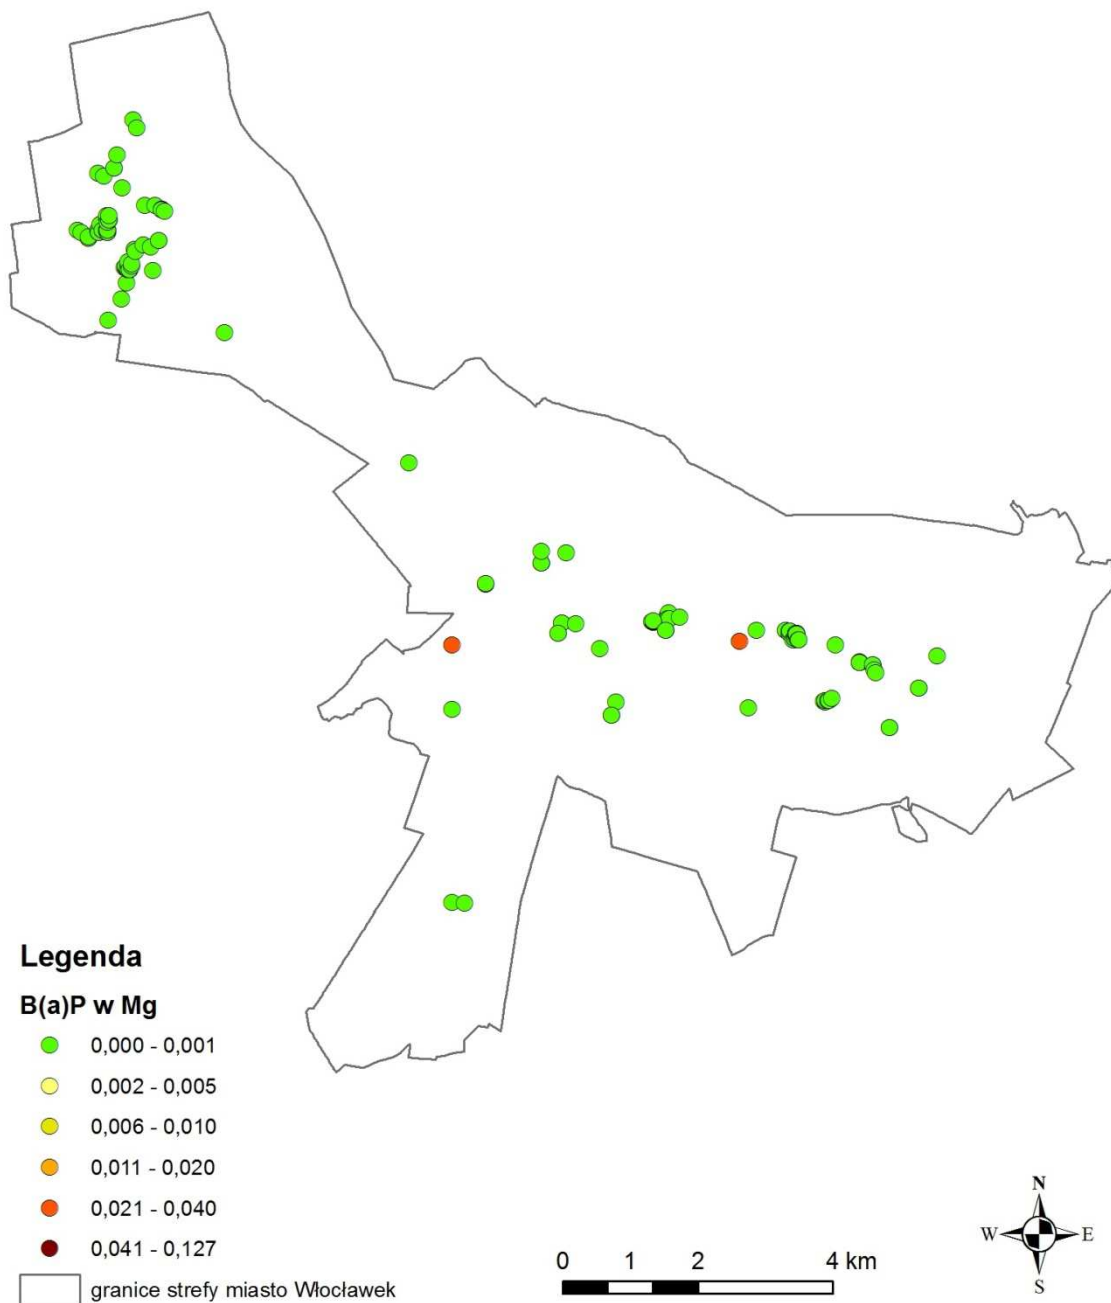 Legenda
B(a)P w Mg
0,000 - 0,001
0,002 - 0,005
0,006 - 0,010
0,011 - 0,020
0,021 - 0,040
0,041 - 0,127
granice strefy miasto Włocławek
0 1 2 4 km
N
W E
S